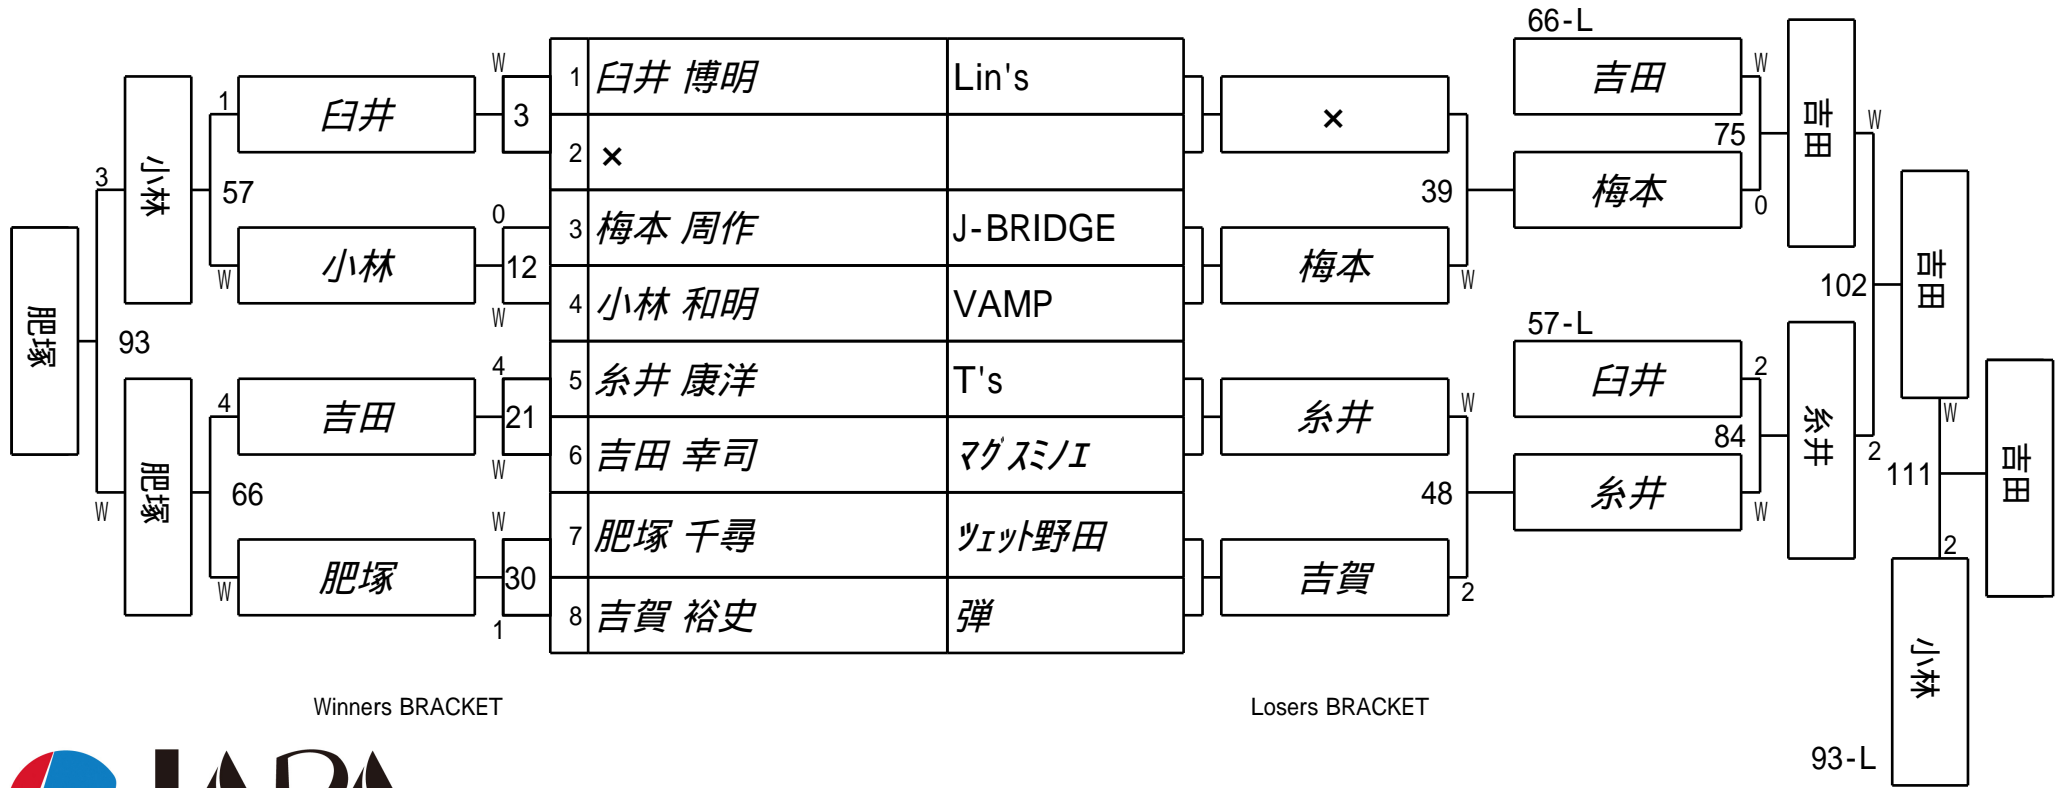 66-L
W
1 臼井 博明 Lin's
3
2 ×
1 臼井
×
吉田 W
75
吉田 W
梅本 0
小林
3
57
W 小林
0
3 梅本 周作 J-BRIDGE
12
4 小林 和明 VAMP
W
梅本 W
39
102
吉田
肥塚
93
57-L
4
5 糸井 康洋 T's
21
6 吉田 幸司 マグスミノエ
W
4 吉田
糸井 W
臼井 2
84
糸井 W
糸井
2
W
111
吉田
肥塚
W
66
W 肥塚
W
7 肥塚 千尋 ヅェット野田
30
8 吉賀 裕史 弾
1
吉賀 2
48
2
小林
93-L
Winners BRACKET
Losers BRACKET
JAPA